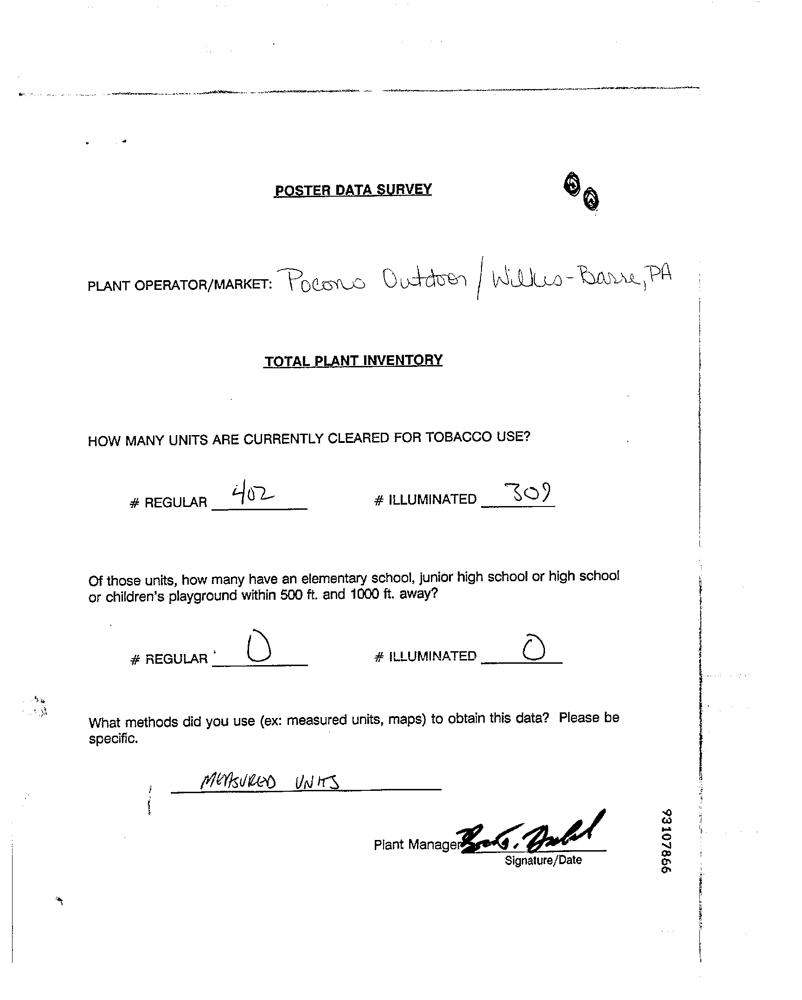 POSTER DATA SURVEY
PLANT OPERATOR/MARKET: Pocono Outdoor / Wilkes-Barre, PA
TOTAL PLANT INVENTORY
HOW MANY UNITS ARE CURRENTLY CLEARED FOR TOBACCO USE?
# REGULAR 402 # ILLUMINATED 309
Of those units, how many have an elementary school, junior high school or high school
or children's playground within 500 ft. and 1000 ft. away?
# REGULAR 0 # ILLUMINATED 0
What methods did you use (ex: measured units, maps) to obtain this data? Please be
specific.
MEASURED UNITS
Plant Manager
Signature/Date
93107866